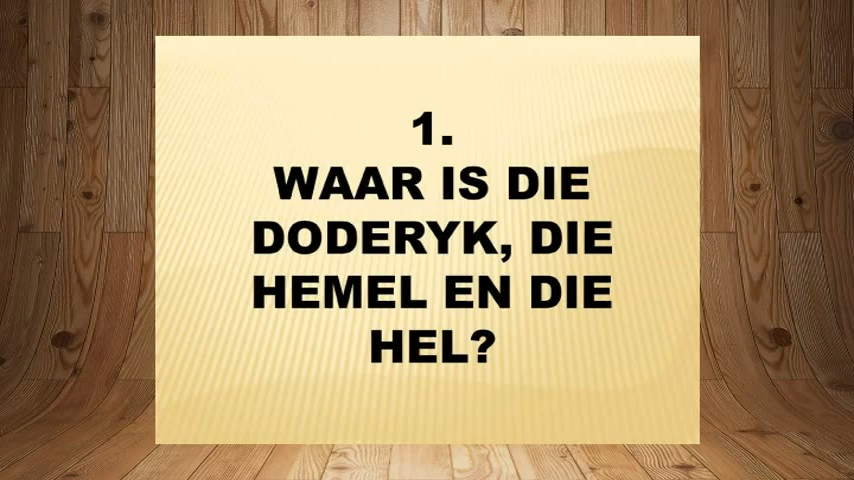 1.
WAAR IS DIE
DODERYK, DIE
HEMEL EN DIE
HEL?